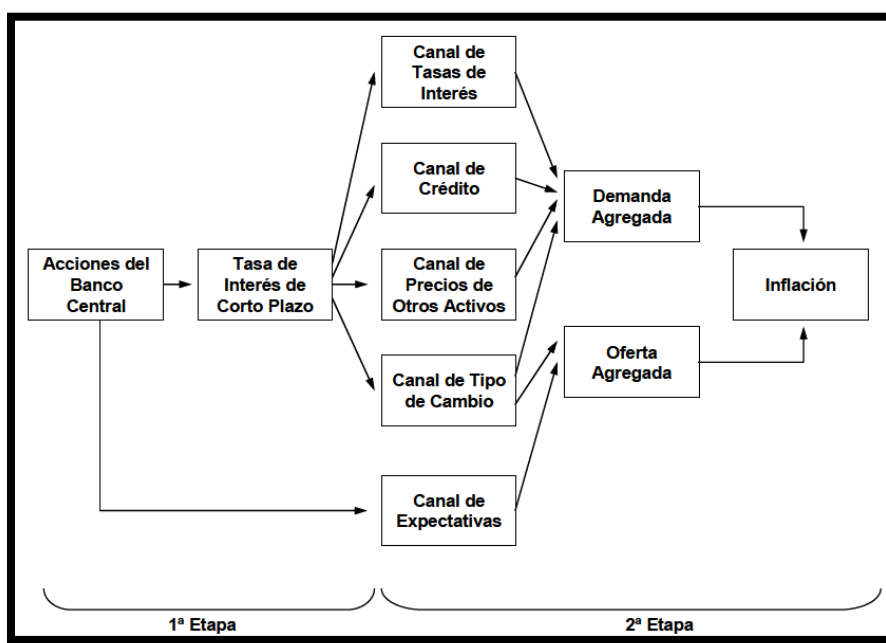 Canal de
Tasas de
Interés
Canal de
Crédito
Demanda
Agregada
Acciones del
Banco
Central
Tasa de
Interés de
Corto Plazo
Canal de
Precios de
Otros Activos
Inflación
Canal de Tipo
de Cambio
Oferta
Agregada
Canal de
Expectativas
1ª Etapa
2ª Etapa